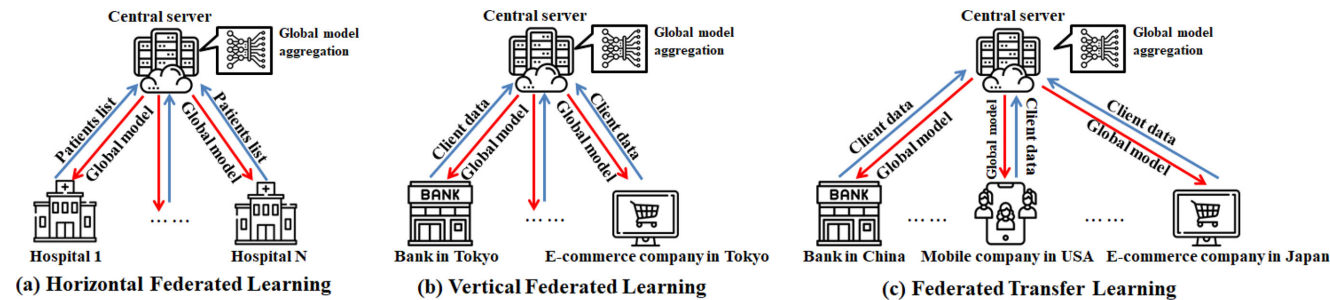 Central server
Global model
aggregation
Patients list
Global model
Global model
Patients list
... ...
Hospital 1
Hospital N
(a) Horizontal Federated Learning
Central server
Global model
aggregation
Client data
Global model
Global model
Client data
BANK
... ...
Bank in Tokyo
E-commerce company in Tokyo
(b) Vertical Federated Learning
Central server
Global model
aggregation
Client data
Global model
Global model
Client data
Client data
Global model
BANK
... ...
... ...
Bank in China
Mobile company in USA
E-commerce company in Japan
(c) Federated Transfer Learning